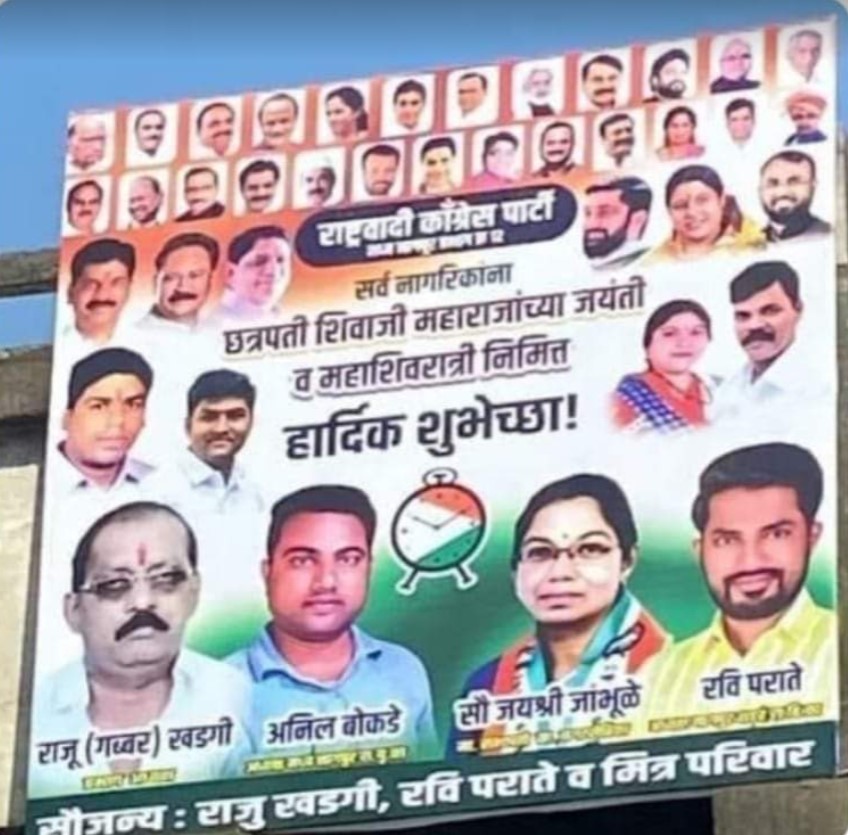 राष्ट्रवादी काँग्रेस पार्टी
सर्व नागरिकांना
छत्रपती शिवाजी महाराजांच्या जयंती
व महाशिवरात्री निमित्त
हार्दिक शुभेच्छा!
राजू (गब्बर) खडगी
अनिल बोकडे
सौ जयश्री जांभूळे
रवि पराते
सौजन्य : राजु खडगी, रवि पराते व मित्र परिवार